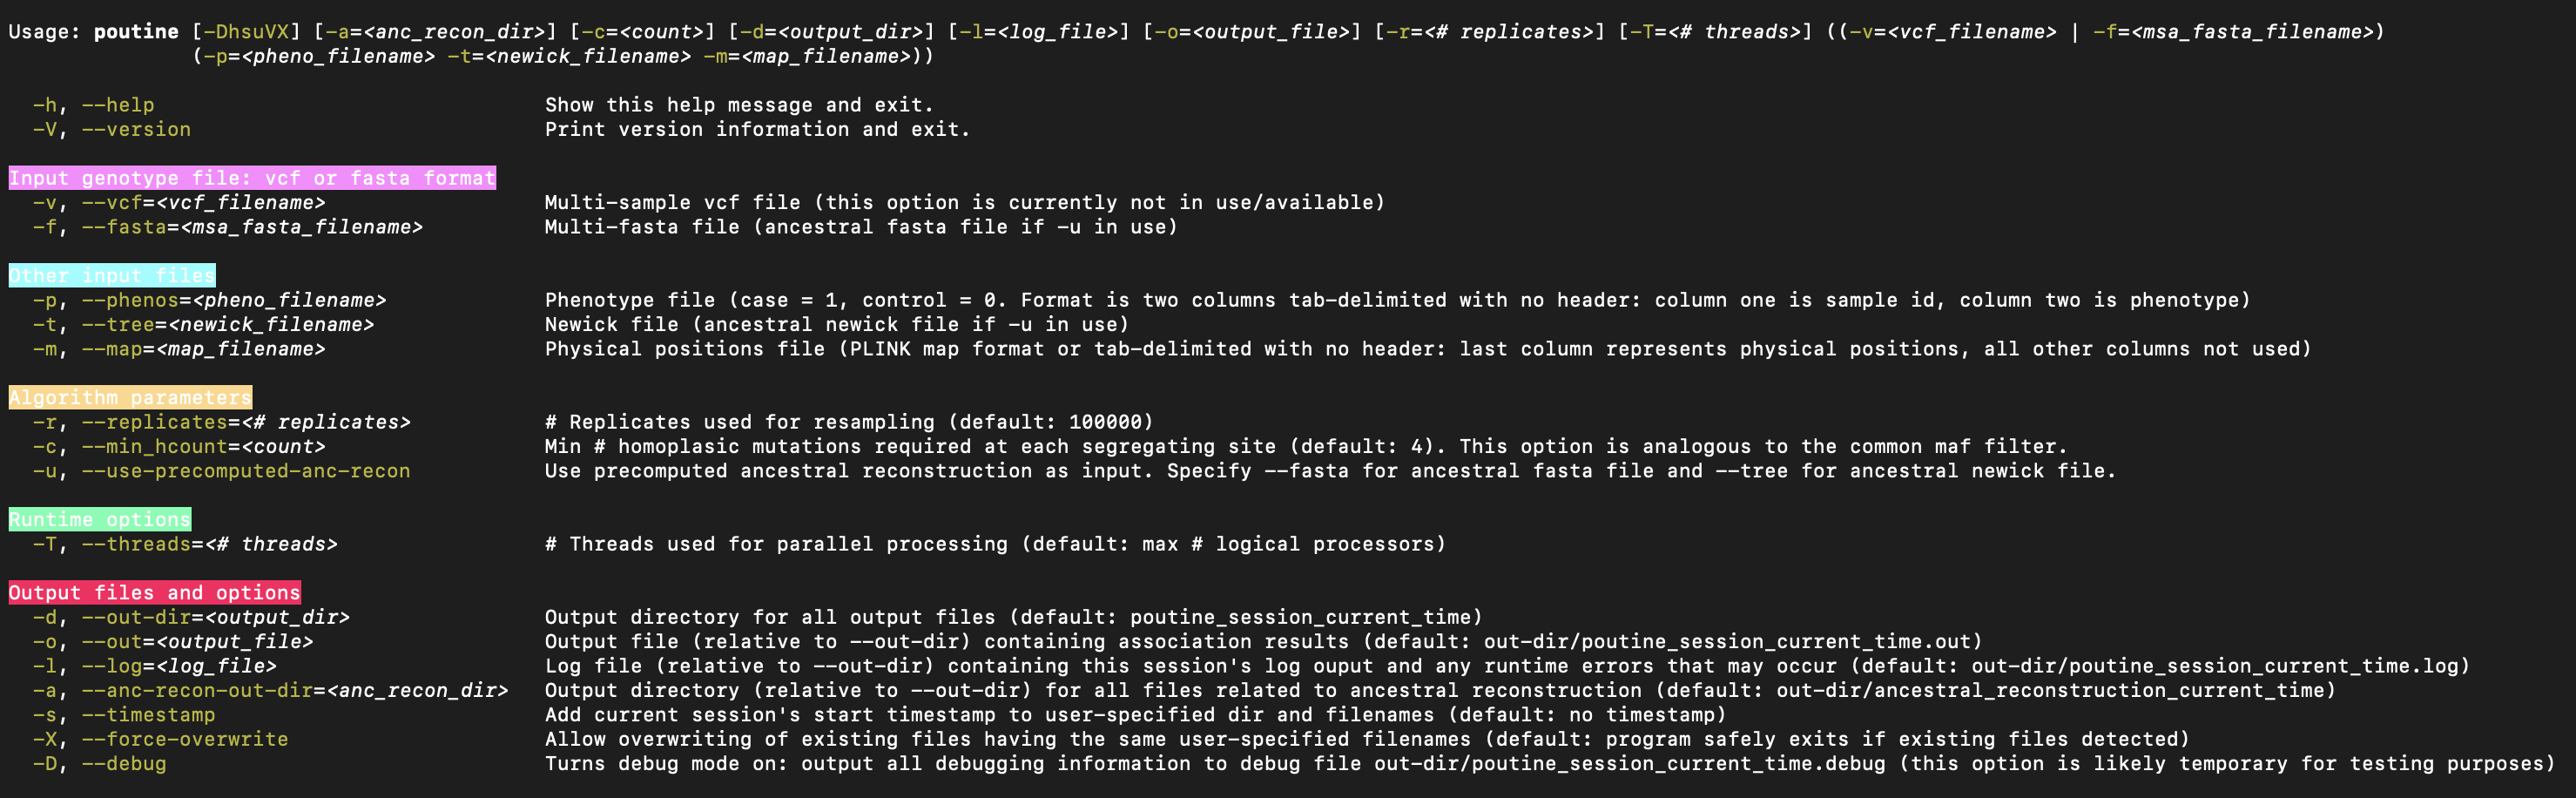 Usage: poutine [-DhsuVX] [-a=<anc_recon_dir>] [-c=<count>] [-d=<output_dir>] [-l=<log_file>] [-o=<output_file>] [-r=<# replicates>] [-T=<# threads>] ((-v=<vcf_filename> | -f=<msa_fasta_filename>)
(-p=<pheno_filename> -t=<newick_filename> -m=<map_filename>))
-h, --help Show this help message and exit.
-V, --version Print version information and exit.
Input genotype file: vcf or fasta format
-v, --vcf=<vcf_filename> Multi-sample vcf file (this option is currently not in use/available)
-f, --fasta=<msa_fasta_filename> Multi-fasta file (ancestral fasta file if -u in use)
Other input files
-p, --phenos=<pheno_filename> Phenotype file (case = 1, control = 0. Format is two columns tab-delimited with no header: column one is sample id, column two is phenotype)
-t, --tree=<newick_filename> Newick file (ancestral newick file if -u in use)
-m, --map=<map_filename> Physical positions file (PLINK map format or tab-delimited with no header: last column represents physical positions, all other columns not used)
Algorithm parameters
-r, --replicates=<# replicates> # Replicates used for resampling (default: 100000)
-c, --min_hcount=<count> Min # homoplasic mutations required at each segregating site (default: 4). This option is analogous to the common maf filter.
-u, --use-precomputed-anc-recon Use precomputed ancestral reconstruction as input. Specify --fasta for ancestral fasta file and --tree for ancestral newick file.
Runtime options
-T, --threads=<# threads> # Threads used for parallel processing (default: max # logical processors)
Output files and options
-d, --out-dir=<output_dir> Output directory for all output files (default: poutine_session_current_time)
-o, --out=<output_file> Output file (relative to --out-dir) containing association results (default: out-dir/poutine_session_current_time.out)
-l, --log=<log_file> Log file (relative to --out-dir) containing this session's log ouput and any runtime errors that may occur (default: out-dir/poutine_session_current_time.log)
-a, --anc-recon-out-dir=<anc_recon_dir> Output directory (relative to --out-dir) for all files related to ancestral reconstruction (default: out-dir/ancestral_reconstruction_current_time)
-s, --timestamp Add current session's start timestamp to user-specified dir and filenames (default: no timestamp)
-X, --force-overwrite Allow overwriting of existing files having the same user-specified filenames (default: program safely exits if existing files detected)
-D, --debug Turns debug mode on: output all debugging information to debug file out-dir/poutine_session_current_time.debug (this option is likely temporary for testing purposes)